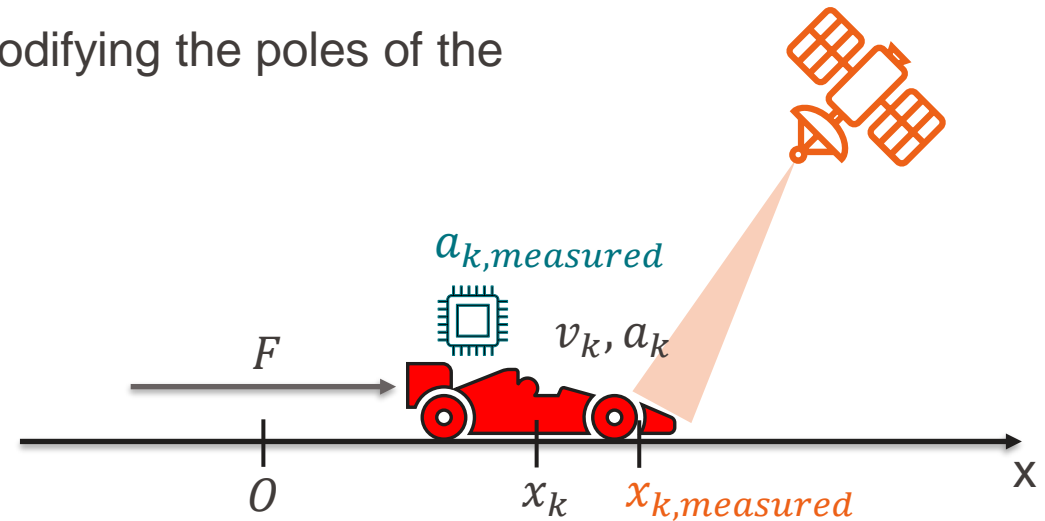 odifying the poles of the
a_{k,measured}
v_k, a_k
F
O
x_k
x_{k,measured}
x